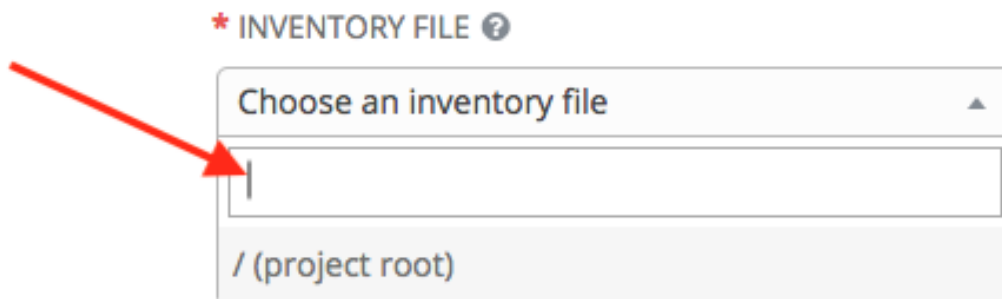 * INVENTORY FILE ?
Choose an inventory file
/ (project root)